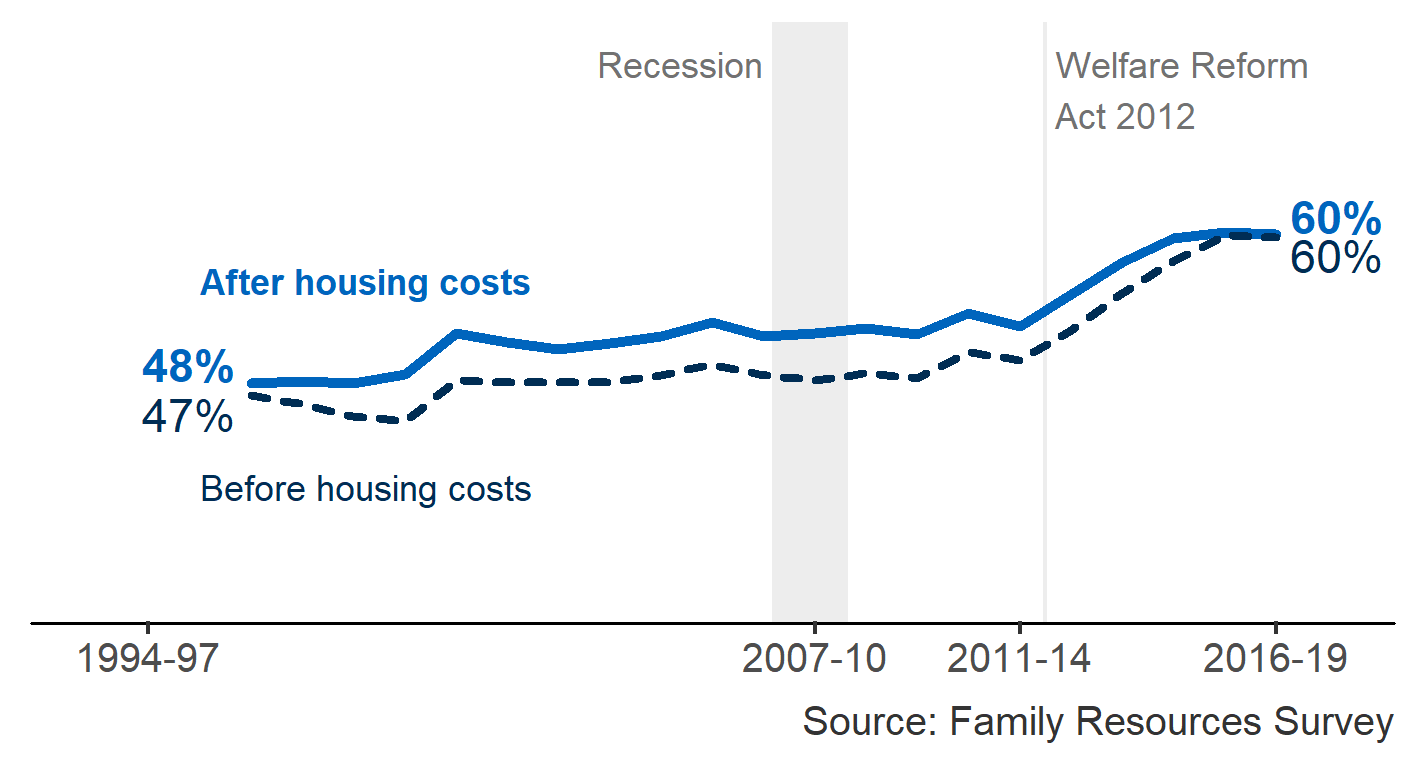 Recession
Welfare Reform
Act 2012
60%
60%
After housing costs
48%
47%
Before housing costs
1994-97
2007-10
2011-14
2016-19
Source: Family Resources Survey